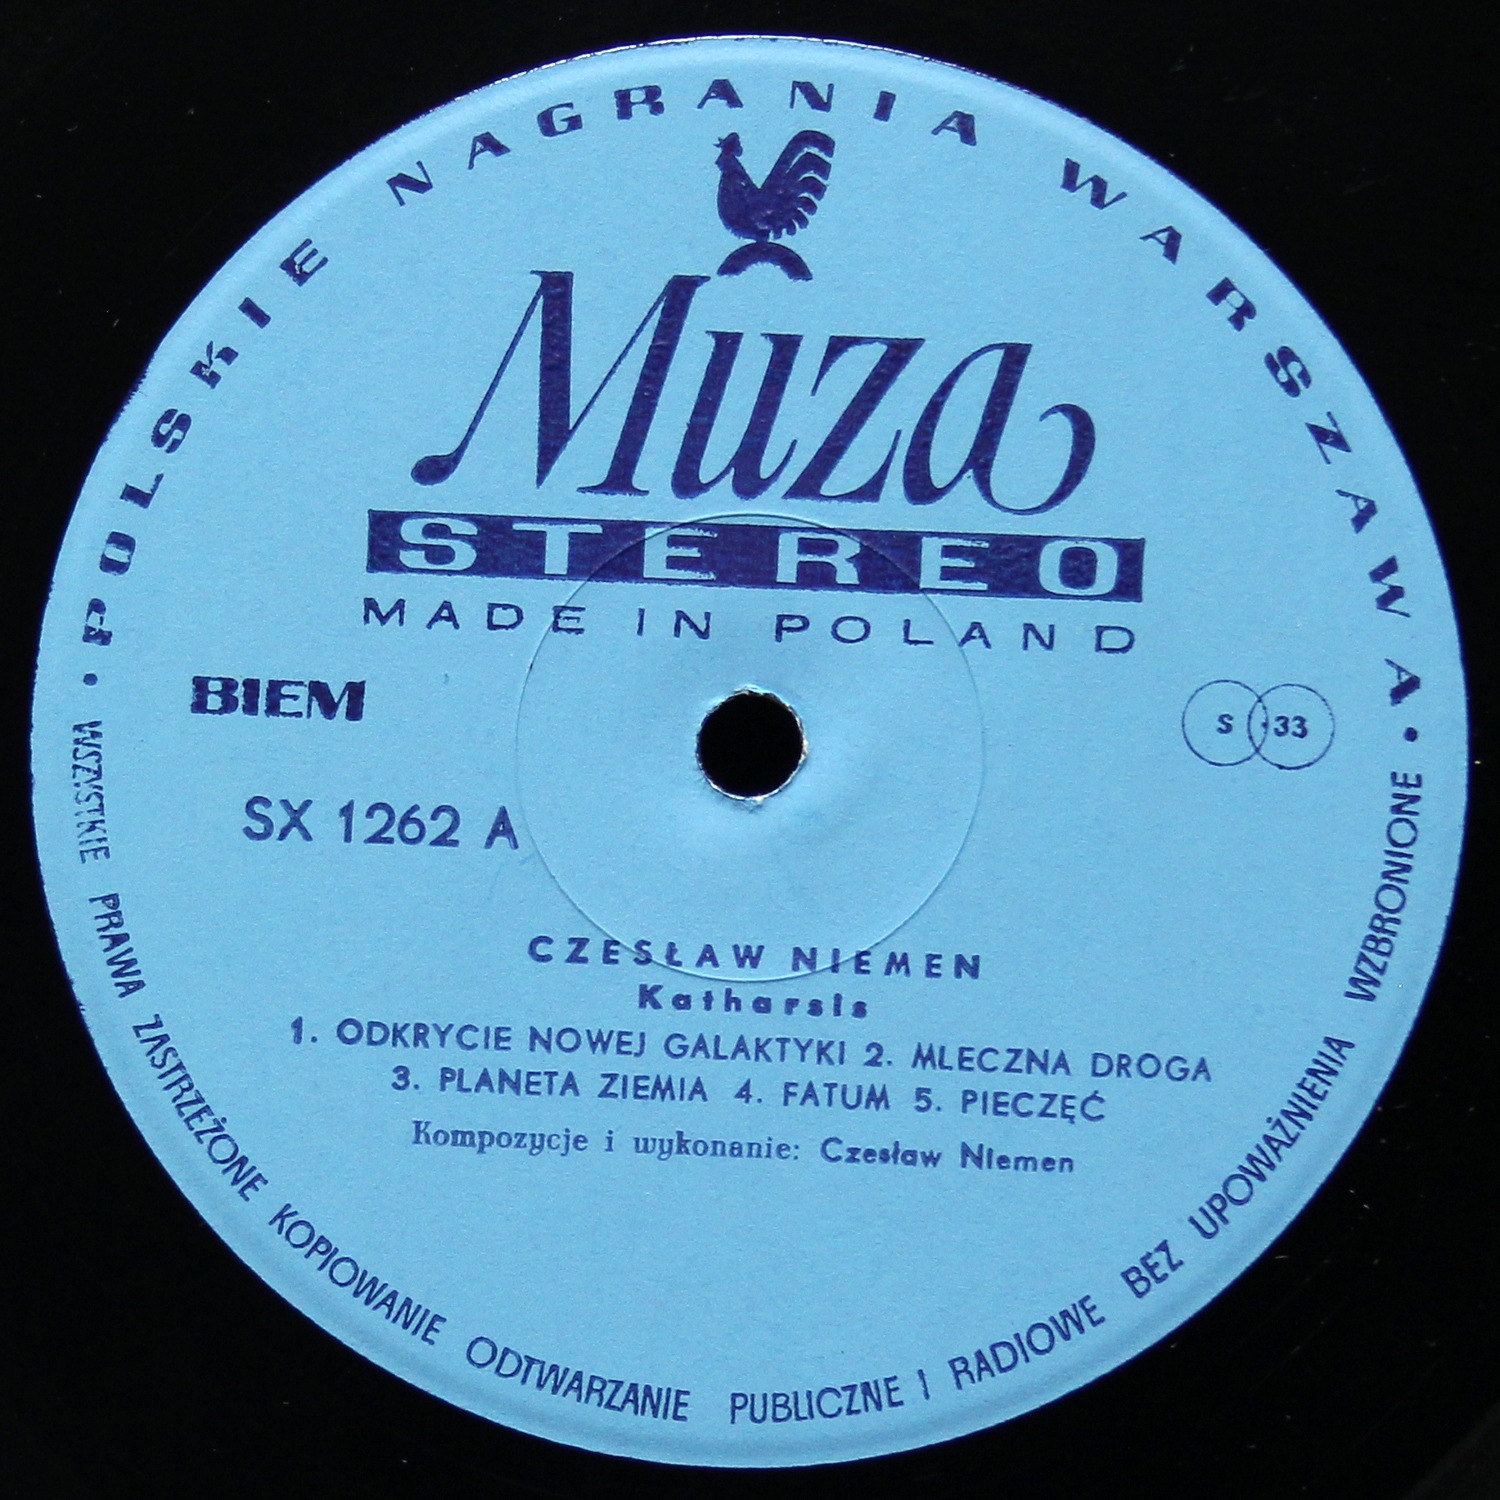 POLSKIE NAGRANIA WARSZAWA
Muza
STEREO
MADE IN POLAND
BIEM
S 33
SX 1262 A
CZESŁAW NIEMEN
Katharsis
1. ODKRYCIE NOWEJ GALAKTYKI 2. MLECZNA DROGA
3. PLANETA ZIEMIA 4. FATUM 5. PIECZĘĆ
Kompozycje i wykonanie: Czesław Niemen
• WSZYSTKIE PRAWA ZASTRZEŻONE KOPIOWANIE ODTWARZANIE PUBLICZNE I RADIOWE BEZ UPOWAŻNIENIA WZBRONIONE •